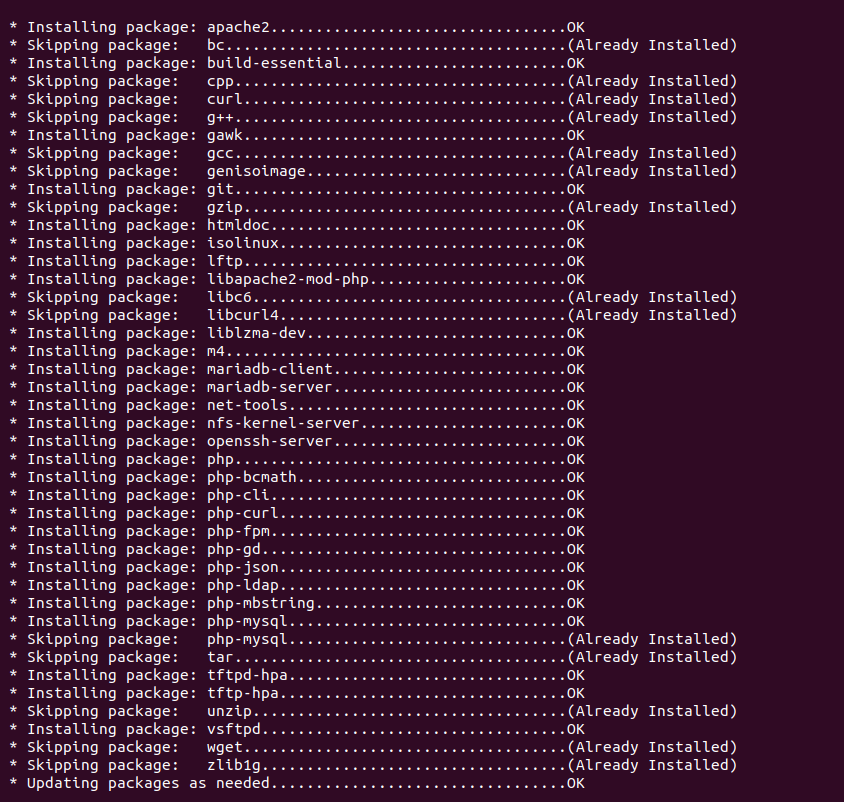 * Installing package: apache2.................................OK
* Skipping package:   bc......................................(Already Installed)
* Installing package: build-essential.........................OK
* Skipping package:   cpp.....................................(Already Installed)
* Skipping package:   curl....................................(Already Installed)
* Skipping package:   g++.....................................(Already Installed)
* Installing package: gawk....................................OK
* Skipping package:   gcc.....................................(Already Installed)
* Skipping package:   genisoimage.............................(Already Installed)
* Installing package: git.....................................OK
* Skipping package:   gzip....................................(Already Installed)
* Installing package: htmldoc.................................OK
* Installing package: isolinux................................OK
* Installing package: lftp....................................OK
* Installing package: libapache2-mod-php......................OK
* Skipping package:   libc6...................................(Already Installed)
* Skipping package:   libcurl4................................(Already Installed)
* Installing package: liblzma-dev.............................OK
* Installing package: m4......................................OK
* Installing package: mariadb-client..........................OK
* Installing package: mariadb-server..........................OK
* Installing package: net-tools...............................OK
* Installing package: nfs-kernel-server.......................OK
* Installing package: openssh-server..........................OK
* Installing package: php.....................................OK
* Installing package: php-bcmath..............................OK
* Installing package: php-cli.................................OK
* Installing package: php-curl................................OK
* Installing package: php-fpm.................................OK
* Installing package: php-gd..................................OK
* Installing package: php-json................................OK
* Installing package: php-ldap................................OK
* Installing package: php-mbstring............................OK
* Installing package: php-mysql...............................OK
* Skipping package:   php-mysql...............................(Already Installed)
* Skipping package:   tar.....................................(Already Installed)
* Installing package: tftpd-hpa...............................OK
* Installing package: tftp-hpa................................OK
* Skipping package:   unzip...................................(Already Installed)
* Installing package: vsftpd..................................OK
* Skipping package:   wget....................................(Already Installed)
* Skipping package:   zlib1g..................................(Already Installed)
* Updating packages as needed.................................OK